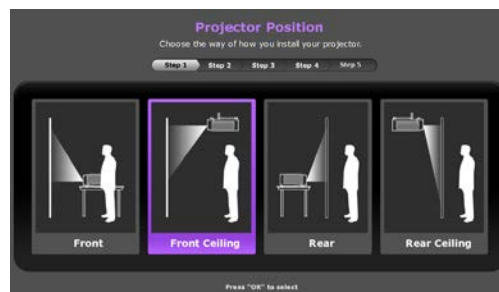 Projector Position
Choose the way of how you install your projector.
Step 1 Step 2 Step 3 Step 4 Step 5
Front Front Ceiling Rear Rear Ceiling
Press "OK" to select